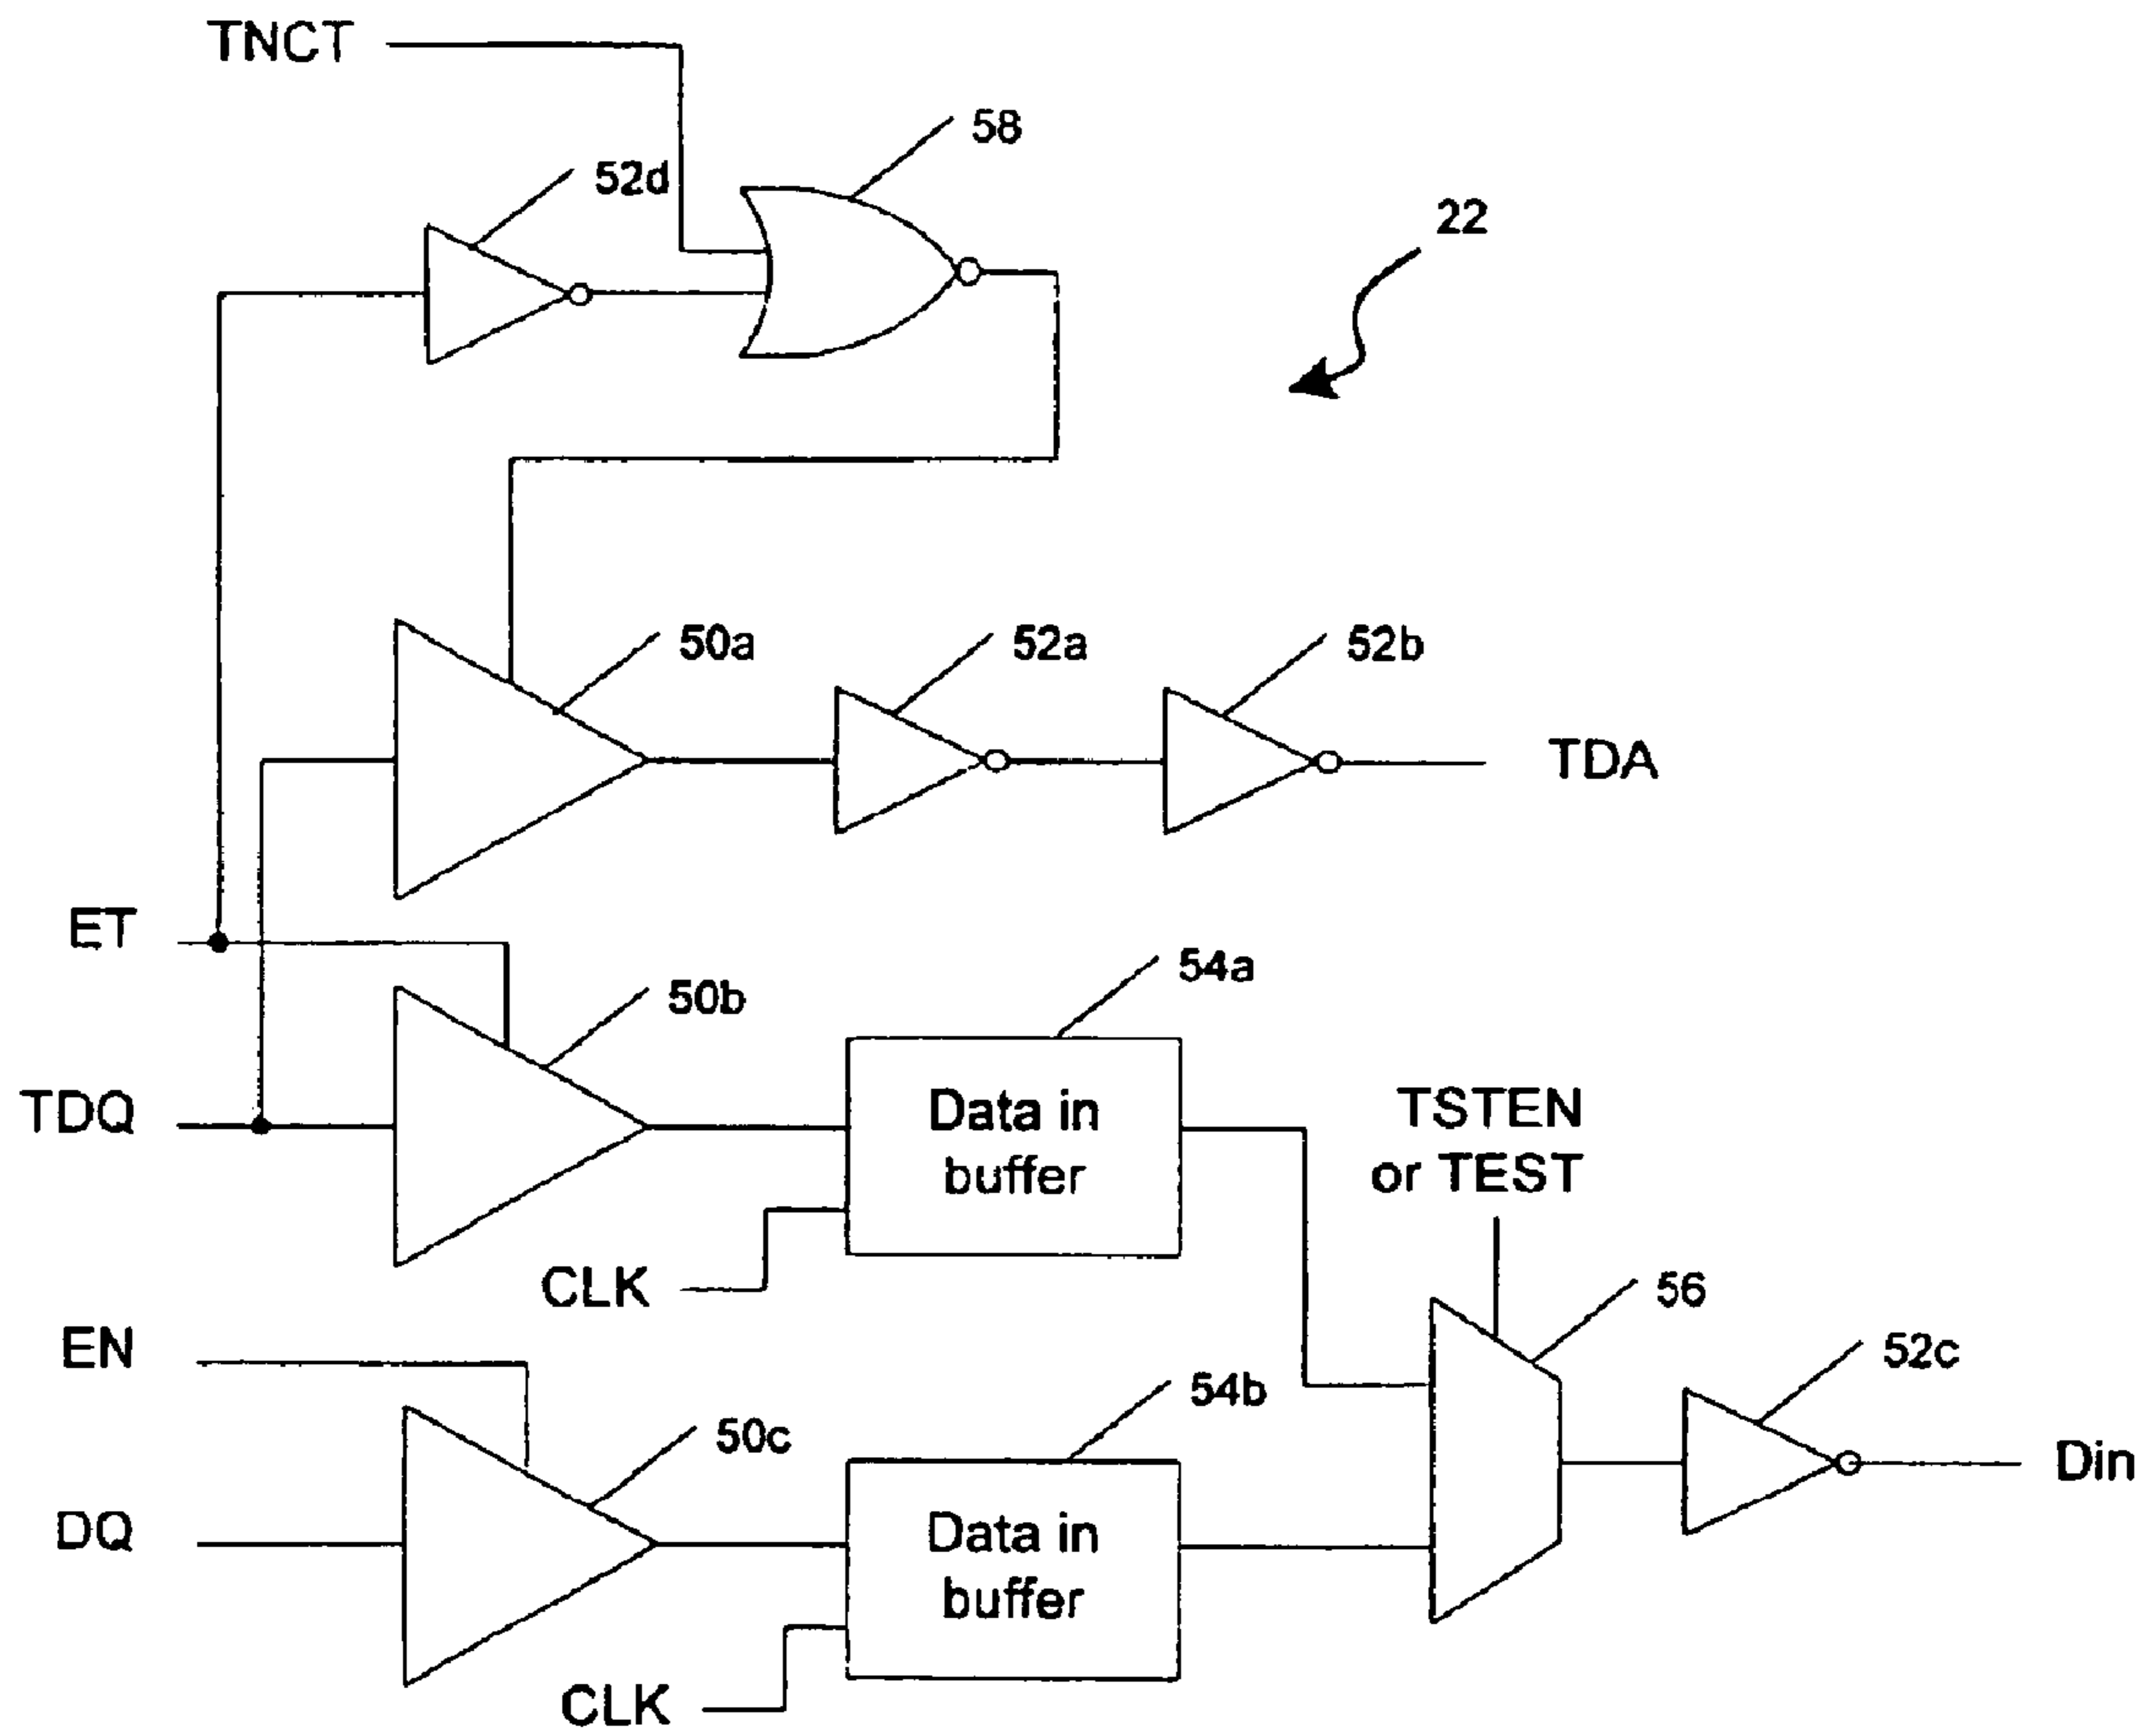 TNCT
58
52d
22
50a
52a
52b
TDA
ET
54a
50b
Data in
buffer
TDQ
TSTEN
or TEST
CLK
56
EN
52c
54b
50c
Din
DQ
Data in
buffer
CLK